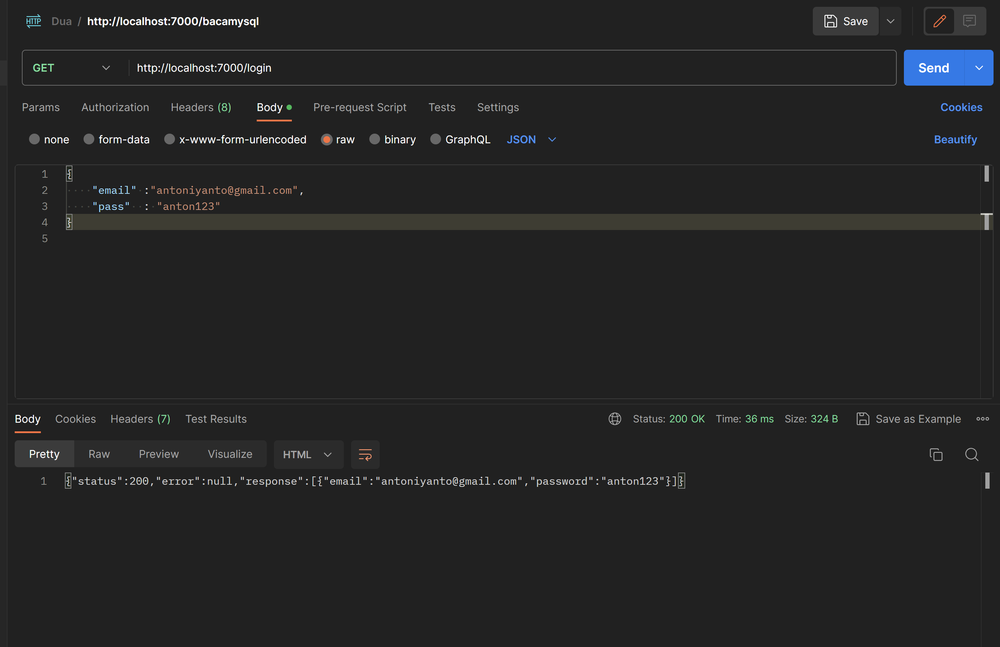 HTTP Dua / http://localhost:7000/bacamysql Save
GET http://localhost:7000/login Send
Params Authorization Headers (8) Body Pre-request Script Tests Settings Cookies
none form-data x-www-form-urlencoded raw binary GraphQL JSON Beautify
1 {
2 "email" :"antoniyanto@gmail.com",
3 "pass" : "anton123"
4 }
5
Body Cookies Headers (7) Test Results Status: 200 OK Time: 36 ms Size: 324 B Save as Example
Pretty Raw Preview Visualize HTML
1 {"status":200,"error":null,"response":[{"email":"antoniyanto@gmail.com","password":"anton123"}]}